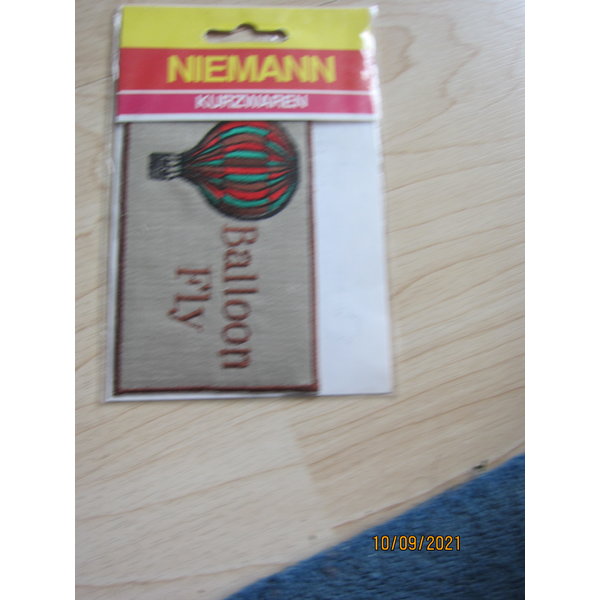 NIEMANN
KURZWAREN
Balloon
Fly
10/09/2021